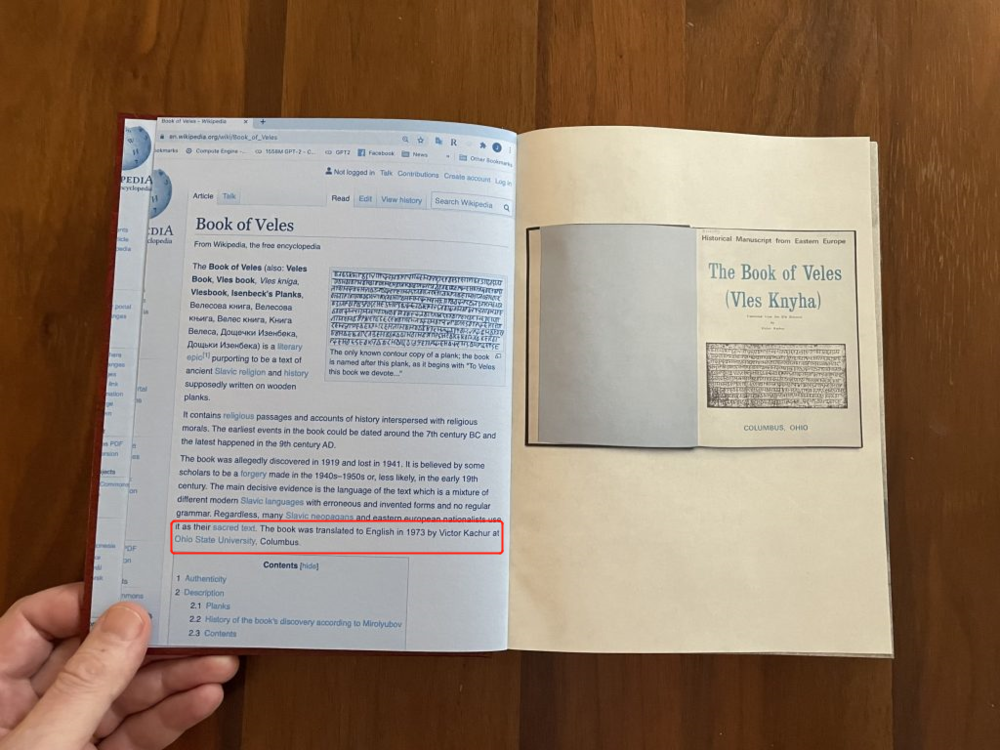 Book of Veles - Wikipedia
en.wikipedia.org/wiki/Book_of_Veles
Compute Engine -... TSSAM GPT-2 - C... GPT2 Facebook News Other Bookmarks
Not logged in Talk Contributions Create account Log in
Article Talk Read Edit View history Search Wikipedia
Book of Veles
From Wikipedia, the free encyclopedia
The Book of Veles (also: Veles
Book, Vles book, Vles kniga,
Vlesbook, Isenbeck's Planks,
Велесова книга, Велесова
книга, Велес книга, Книга
Велеса, Дощечки Изенбека,
Дощьки Изенбека) is a literary
epic[1] purporting to be a text of
ancient Slavic religion and history
supposedly written on wooden
planks.
The only known contour copy of a plank; the book
is named after this plank, as it begins with "To Veles
this book we devote..."
It contains religious passages and accounts of history interspersed with religious
morals. The earliest events in the book could be dated around the 7th century BC and
the latest happened in the 9th century AD.
The book was allegedly discovered in 1919 and lost in 1941. It is believed by some
scholars to be a forgery made in the 1940s–1950s or, less likely, in the early 19th
century. The main decisive evidence is the language of the text which is a mixture of
different modern Slavic languages with erroneous and invented forms and no regular
grammar. Regardless, many Slavic neopagans and eastern european nationalists use
it as their sacred text. The book was translated to English in 1973 by Victor Kachur at
Ohio State University, Columbus.
Contents [hide]
1 Authenticity
2 Description
2.1 Planks
2.2 History of the book's discovery according to Mirolyubov
2.3 Contents
Historical Manuscript from Eastern Europe
The Book of Veles
(Vles Knyha)
COLUMBUS, OHIO